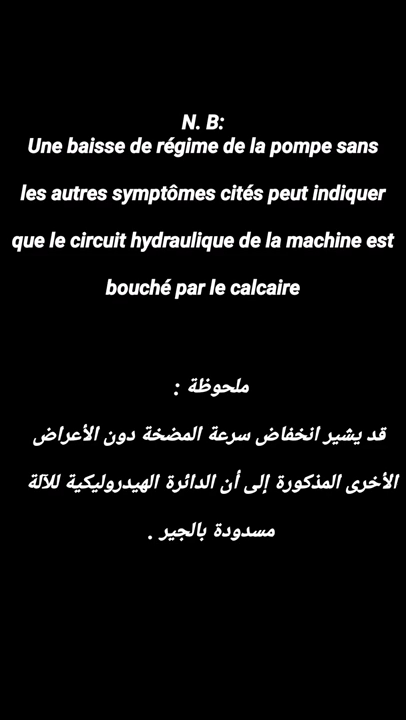 N. B:
Une baisse de régime de la pompe sans
les autres symptômes cités peut indiquer
que le circuit hydraulique de la machine est
bouché par le calcaire
ملحوظة :
قد يشير انخفاض سرعة المضخة دون الأعراض
الأخرى المذكورة إلى أن الدائرة الهيدروليكية للآلة
مسدودة بالجير .